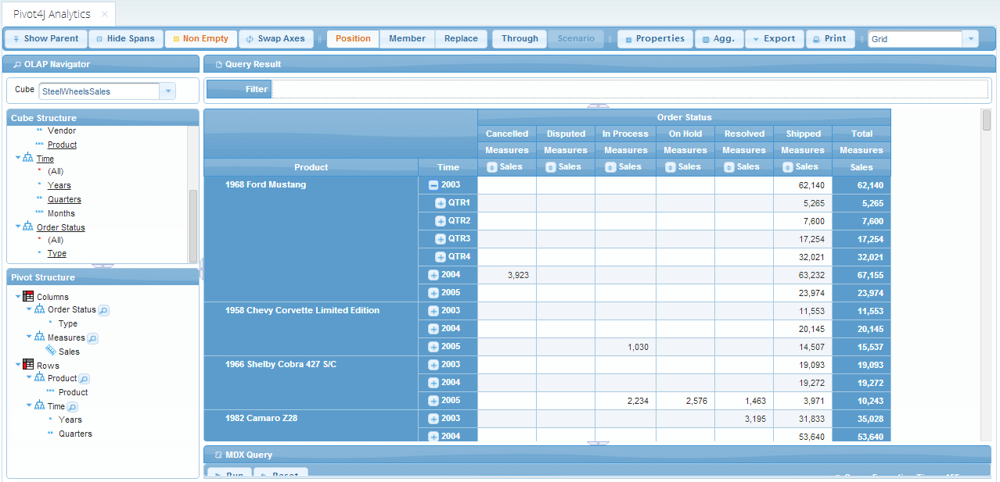 Pivot4J Analytics ×
Show Parent Hide Spans Non Empty Swap Axes Position Member Replace Through Scenario Properties Agg. Export Print Grid
OLAP Navigator
Cube SteelWheelsSales
Cube Structure
Vendor
Product
Time
(All)
Years
Quarters
Months
Order Status
(All)
Type
Pivot Structure
Columns
Order Status
Type
Measures
Sales
Rows
Product
Product
Time
Years
Quarters
Query Result
Filter
Order Status
Cancelled Disputed In Process On Hold Resolved Shipped Total
Measures Measures Measures Measures Measures Measures Measures
Product Time Sales Sales Sales Sales Sales Sales Sales
1968 Ford Mustang 2003 62,140 62,140
QTR1 5,265 5,265
QTR2 7,600 7,600
QTR3 17,254 17,254
QTR4 32,021 32,021
2004 3,923 63,232 67,155
2005 23,974 23,974
1958 Chevy Corvette Limited Edition 2003 11,553 11,553
2004 20,145 20,145
2005 1,030 14,507 15,537
1966 Shelby Cobra 427 S/C 2003 19,093 19,093
2004 19,272 19,272
2005 2,234 2,576 1,463 3,971 10,243
1982 Camaro Z28 2003 3,195 31,833 35,028
2004 53,640 53,640
MDX Query
Run Reset